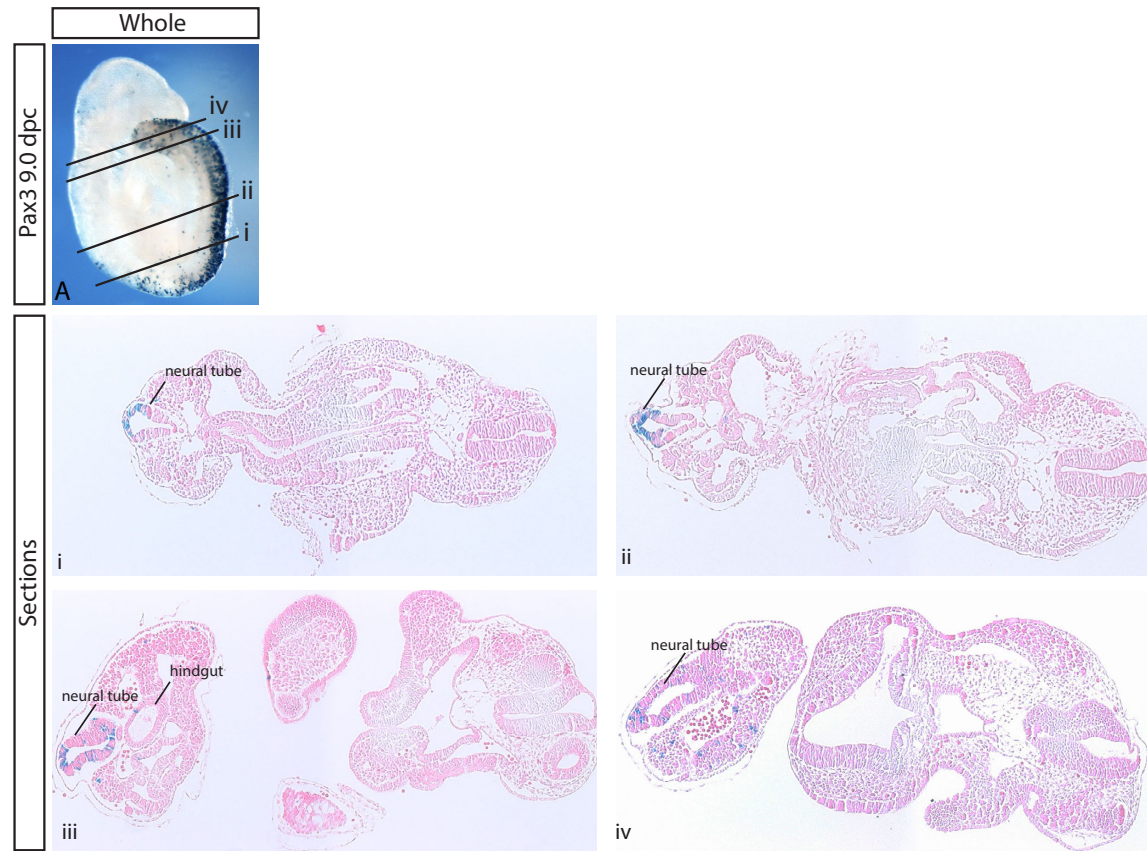 Whole
Pax3 9.0 dpc
iv
iii
ii
i
A
Sections
neural tube
i
neural tube
ii
hindgut
neural tube
iii
neural tube
iv